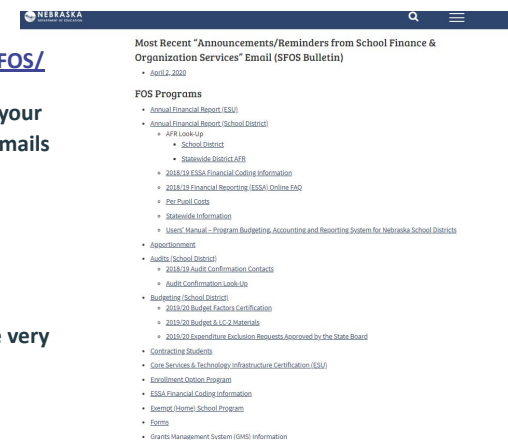 NEBRASKA
DEPARTMENT OF EDUCATION
FOS/
your
mails
very
Most Recent “Announcements/Reminders from School Finance &
Organization Services” Email (SFOS Bulletin)
• April 2, 2020
FOS Programs
• Annual Financial Report (ESU)
• Annual Financial Report (School District)
○ AFR Look-Up
▪ School District
▪ Statewide District AFR
○ 2018/19 ESSA Financial Coding Information
○ 2018/19 Financial Reporting (ESSA) Online FAQ
○ Per Pupil Costs
○ Statewide Information
○ Users’ Manual – Program Budgeting, Accounting and Reporting System for Nebraska School Districts
• Apportionment
• Audits (School District)
○ 2018/19 Audit Confirmation Contacts
○ Audit Confirmation Look-Up
• Budgeting (School District)
○ 2019/20 Budget Factors Certification
○ 2019/20 Budget & LC-2 Materials
○ 2019/20 Expenditure Exclusion Requests Approved by the State Board
• Contracting Students
• Core Services & Technology Infrastructure Certification (ESU)
• Enrollment Option Program
• ESSA Financial Information
• Exempt (Home) School Program
• Forms
• Grants Management System (GMS) Information